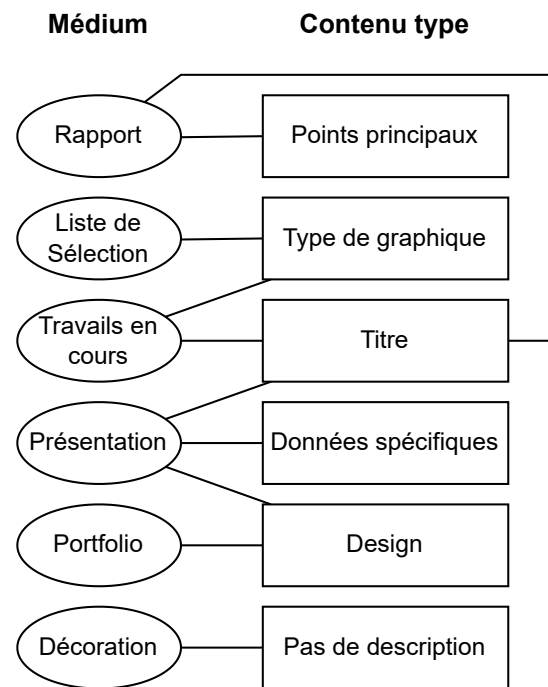 Médium
Contenu type
Rapport
Points principaux
Liste de
Sélection
Type de graphique
Travails en
cours
Titre
Présentation
Données spécifiques
Portfolio
Design
Décoration
Pas de description